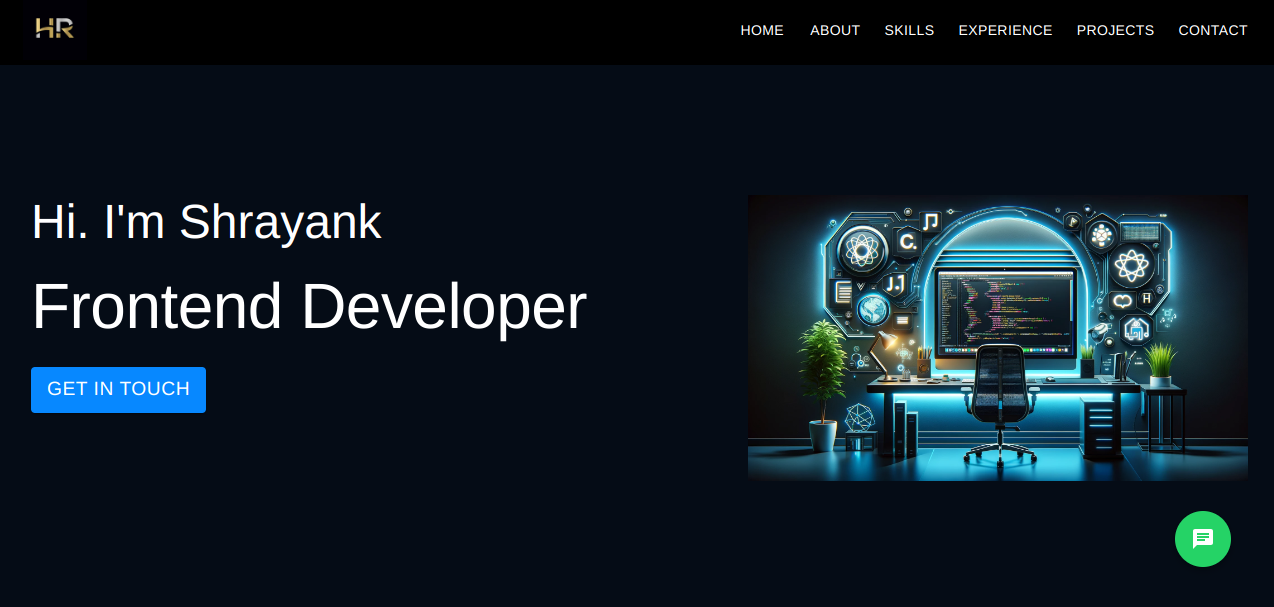 HR
HOME ABOUT SKILLS EXPERIENCE PROJECTS CONTACT
Hi. I'm Shrayank
Frontend Developer
GET IN TOUCH
C.
J.J